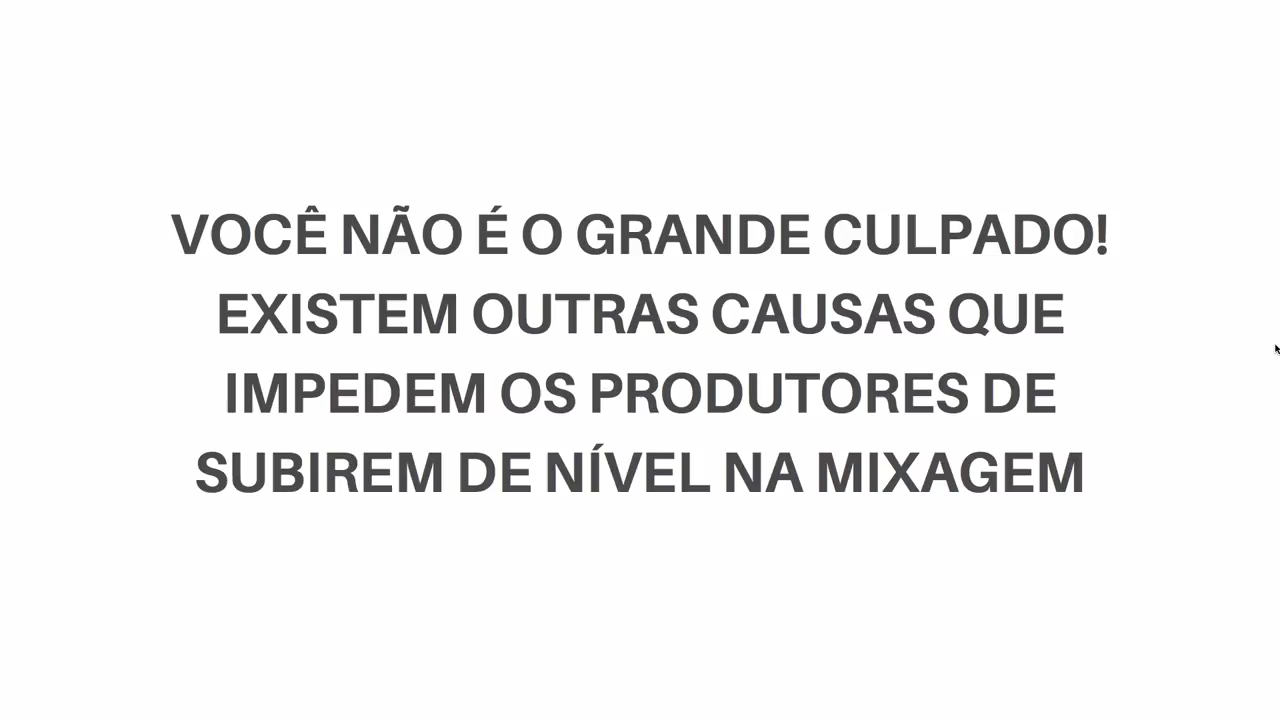 VOCÊ NÃO É O GRANDE CULPADO!
EXISTEM OUTRAS CAUSAS QUE
IMPEDEM OS PRODUTORES DE
SUBIREM DE NÍVEL NA MIXAGEM